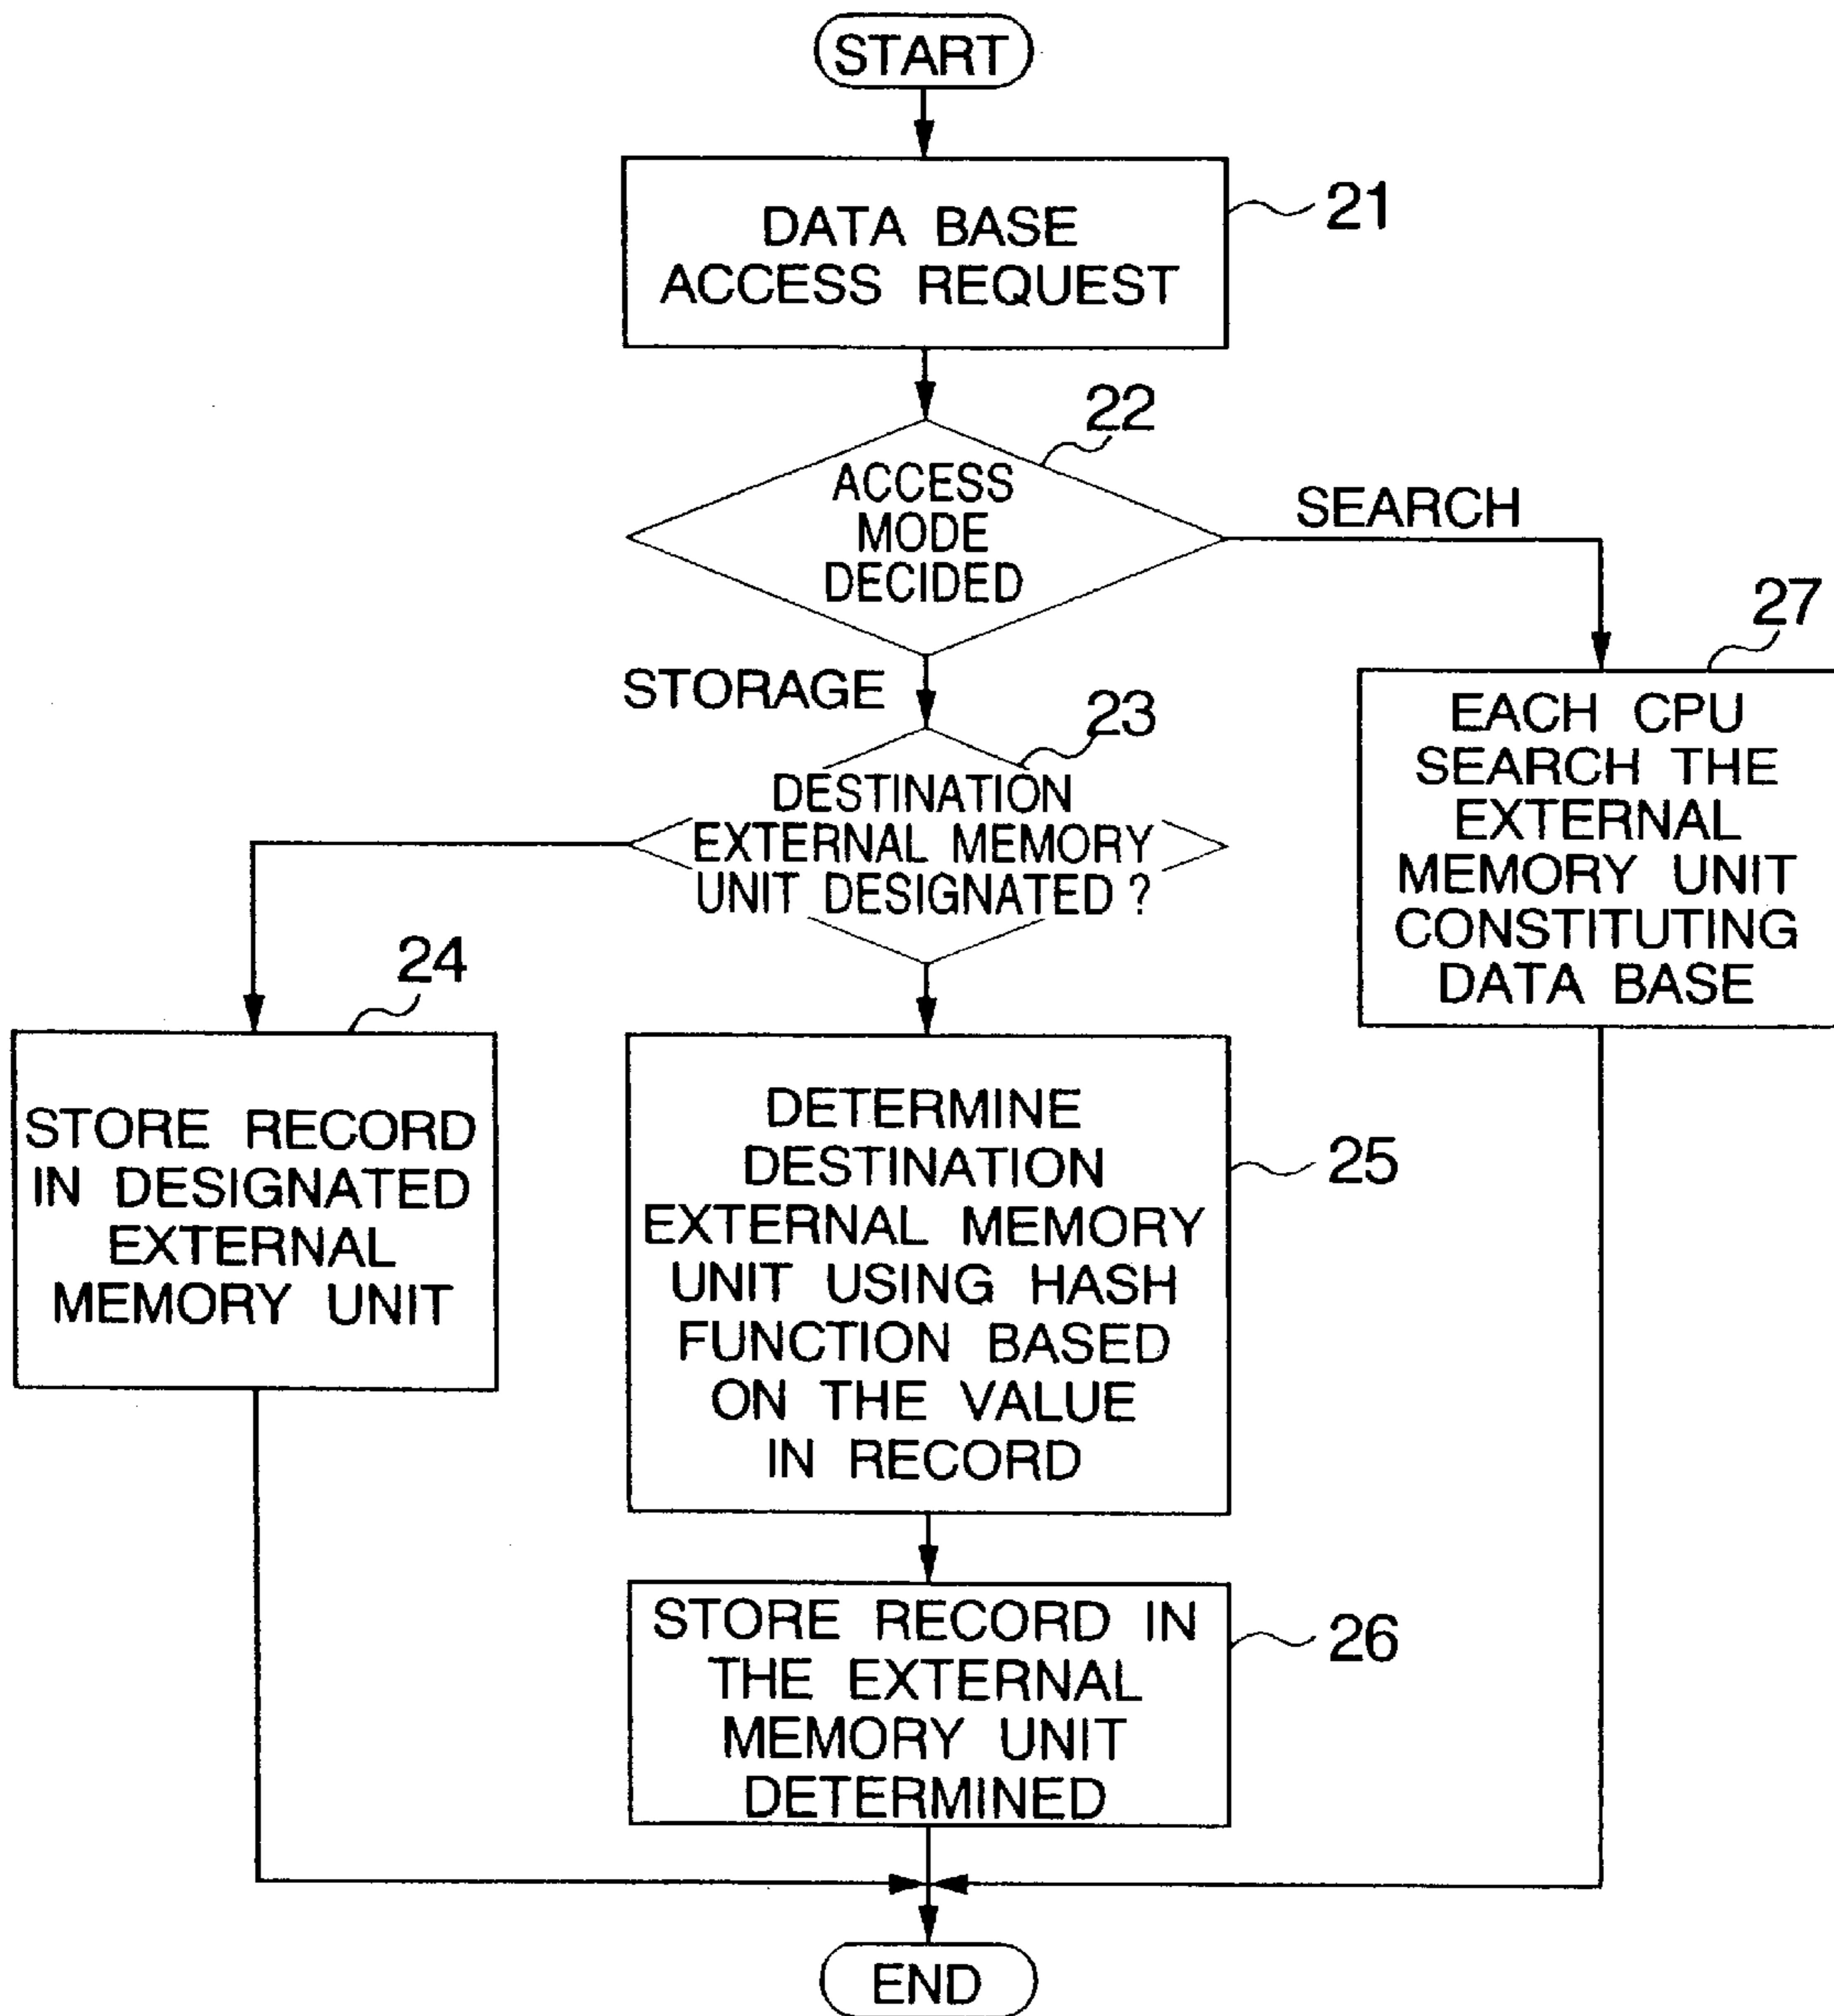 START
DATA BASE
ACCESS REQUEST
21
22
ACCESS
MODE
DECIDED
SEARCH
STORAGE
23
DESTINATION
EXTERNAL MEMORY
UNIT DESIGNATED ?
27
EACH CPU
SEARCH THE
EXTERNAL
MEMORY UNIT
CONSTITUTING
DATA BASE
24
STORE RECORD
IN DESIGNATED
EXTERNAL
MEMORY UNIT
DETERMINE
DESTINATION
EXTERNAL MEMORY
UNIT USING HASH
FUNCTION BASED
ON THE VALUE
IN RECORD
25
STORE RECORD IN
THE EXTERNAL
MEMORY UNIT
DETERMINED
26
END